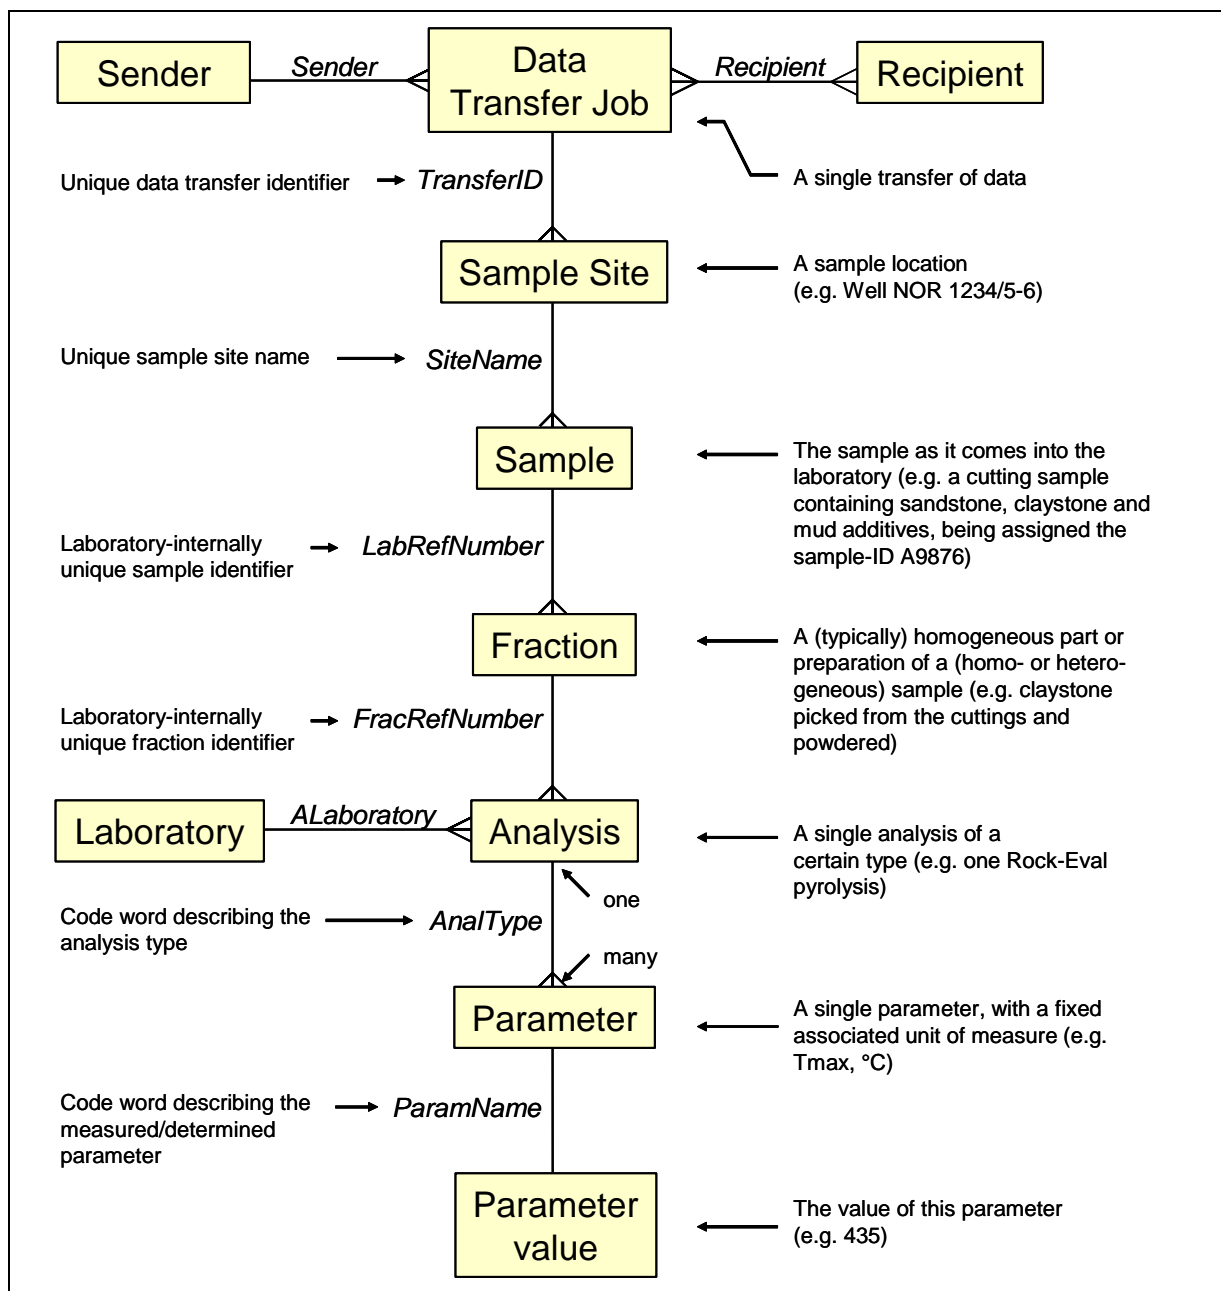 Sender
Sender
Data
Transfer Job
Recipient
Recipient
Unique data transfer identifier
TransferID
A single transfer of data
Sample Site
A sample location
(e.g. Well NOR 1234/5-6)
Unique sample site name
SiteName
Sample
The sample as it comes into the
laboratory (e.g. a cutting sample
containing sandstone, claystone and
mud additives, being assigned the
sample-ID A9876)
Laboratory-internally
unique sample identifier
LabRefNumber
Fraction
A (typically) homogeneous part or
preparation of a (homo- or hetero-
geneous) sample (e.g. claystone
picked from the cuttings and
powdered)
Laboratory-internally
unique fraction identifier
FracRefNumber
Laboratory
ALaboratory
Analysis
A single analysis of a
certain type (e.g. one Rock-Eval
pyrolysis)
one
Code word describing the
analysis type
AnalType
many
Parameter
A single parameter, with a fixed
associated unit of measure (e.g.
Tmax, °C)
Code word describing the
measured/determined
parameter
ParamName
Parameter
value
The value of this parameter
(e.g. 435)